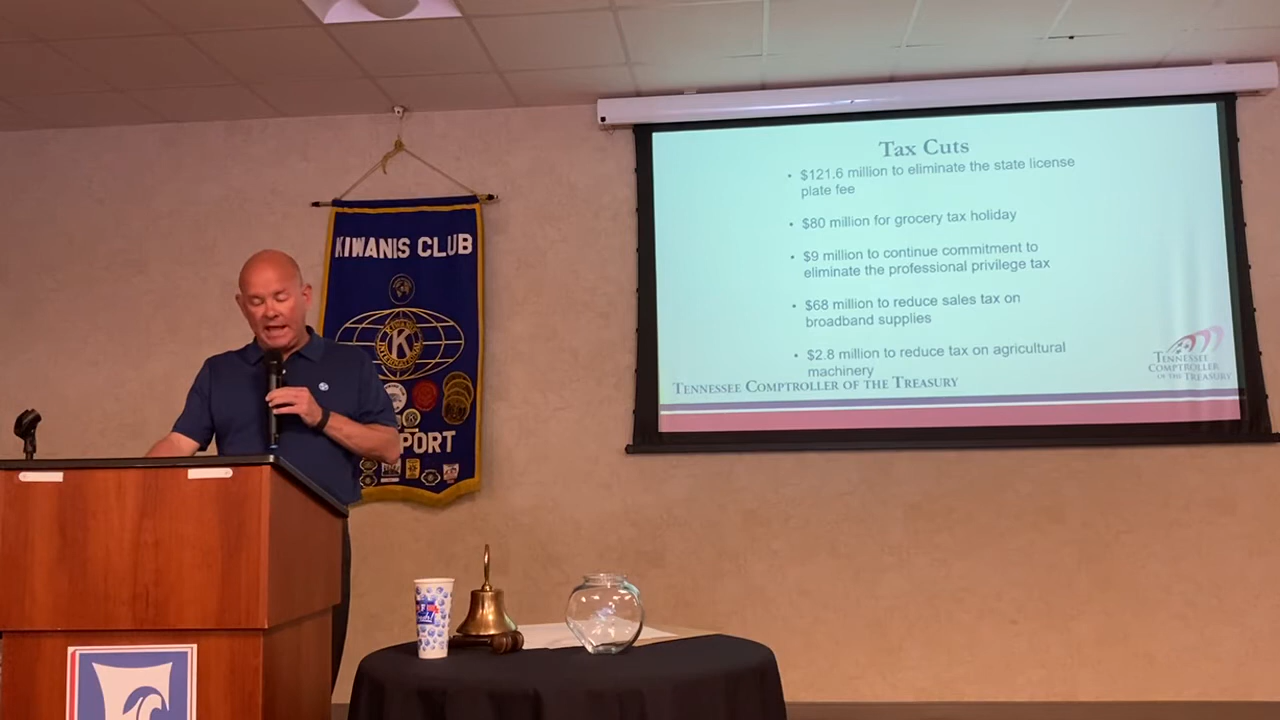 Tax Cuts
• $121.6 million to eliminate the state license
plate fee
• $80 million for grocery tax holiday
• $9 million to continue commitment to
eliminate the professional privilege tax
• $68 million to reduce sales tax on
broadband supplies
• $2.8 million to reduce tax on agricultural
machinery
TENNESSEE COMPTROLLER OF THE TREASURY
TENNESSEE
COMPTROLLER
OF THE TREASURY
KIWANIS CLUB
KIWANIS
K
INTERNATIONAL
PORT